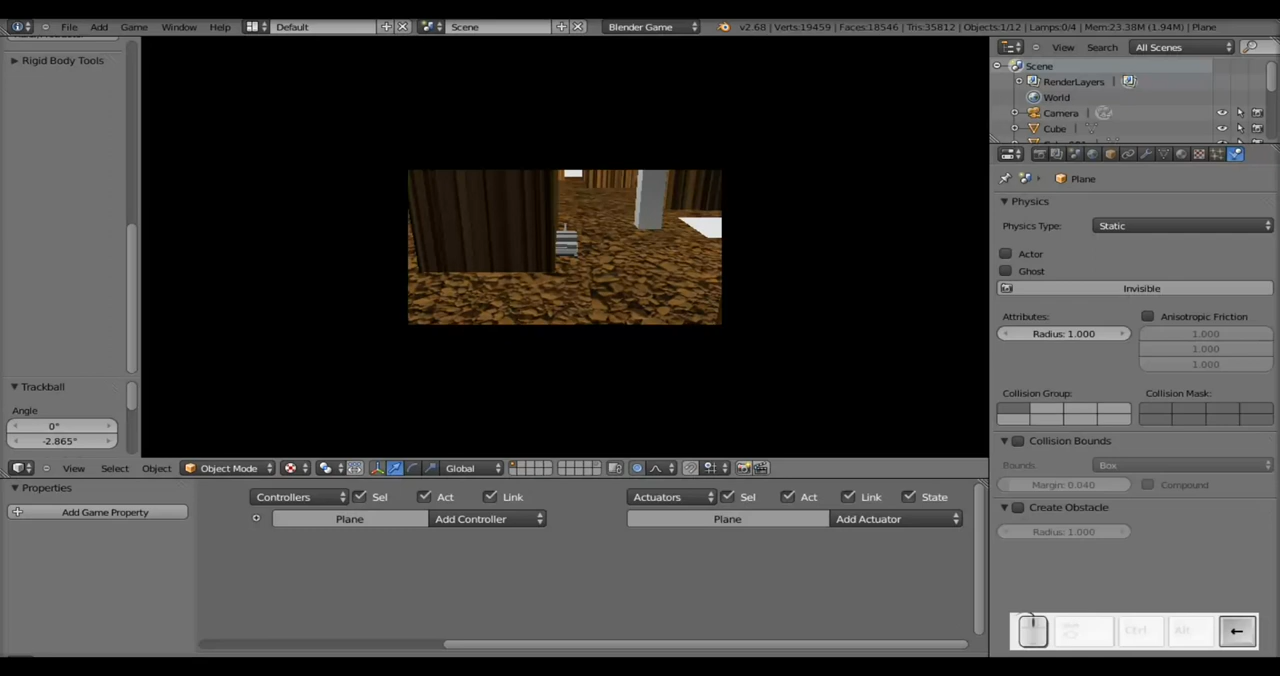 File Add Game Window Help Default Scene Blender Game v2.68 | Verts:19459 | Faces:18546 | Tris:35812 | Objects:1/12 | Lamps:0/4 | Mem:23.38M (1.94M) | Plane
View Search All Scenes
Rigid Body Tools
Scene
RenderLayers |
World
Camera |
Cube |
Plane
Physics
Physics Type: Static
Actor
Ghost
Invisible
Attributes: Anisotropic Friction
Radius: 1.000 1.000
1.000
1.000
Trackball
Collision Group: Collision Mask:
Angle
0°
-2.865°
Collision Bounds
Bounds: Box
Margin: 0.040 Compound
View Select Object Object Mode Global
Properties
Controllers Sel Act Link Actuators Sel Act Link State
Add Game Property Plane Add Controller Plane Add Actuator
Create Obstacle
Radius: 1.000
Ctrl Alt ←